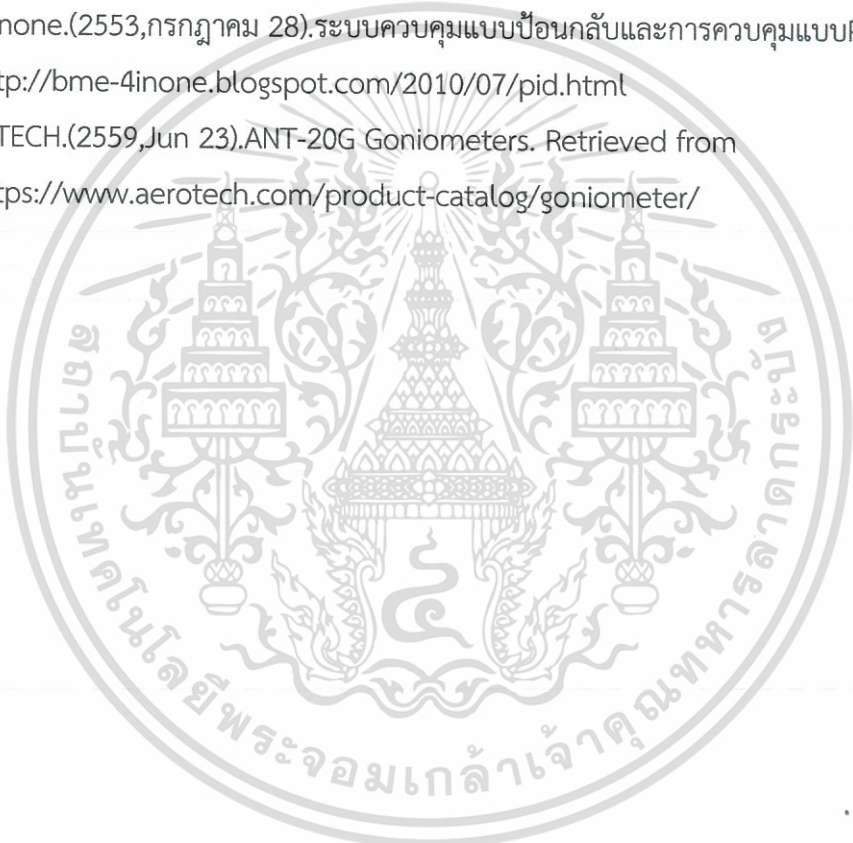 none.(2553,กรกฎาคม 28).ระบบควบคุมแบบป้อนกลับและการควบคุมแบบ
tp://bme-4inone.blogspot.com/2010/07/pid.html
TECH.(2559,Jun 23).ANT-20G Goniometers. Retrieved from
tps://www.aerotech.com/product-catalog/goniometer/
สถาบันเทคโนโลยีพระจอมเกล้าเจ้าคุณทหารลาดกระบัง